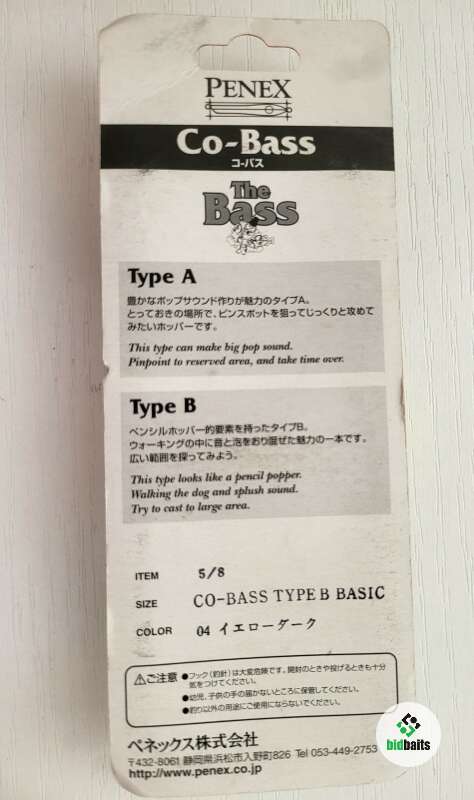 PENEX
Co-Bass
コ-バス
The
Bass
Type A
豊かなポップサウンド作りが魅力のタイプA。
とっておきの場所で、ピンスポットを狙ってじっくりと攻めて
みたいホッパーです。
This type can make big pop sound.
Pinpoint to reserved area, and take time over.
Type B
ペンシルホッパー的要素を持ったタイプB。
ウォーキングの中に音と泡をおり混ぜた魅力の一本です。
広い範囲を探ってみよう。
This type looks like a pencil popper.
Walking the dog and splush sound.
Try to cast to large area.
ITEM 5/8
SIZE CO-BASS TYPE B BASIC
COLOR 04 イエローダーク
⚠ご注意 ●フック(釣針)は大変危険です。開封のときや投げるときも十分
気をつけてください。
●幼児、子供の手の届かないところに保管してください。
●釣り以外の用途にご使用にならないでください。
ペネックス株式会社
〒432-8061 静岡県浜松市入野町826 Tel 053-449-2753
http://www.penex.co.jp
bidbaits